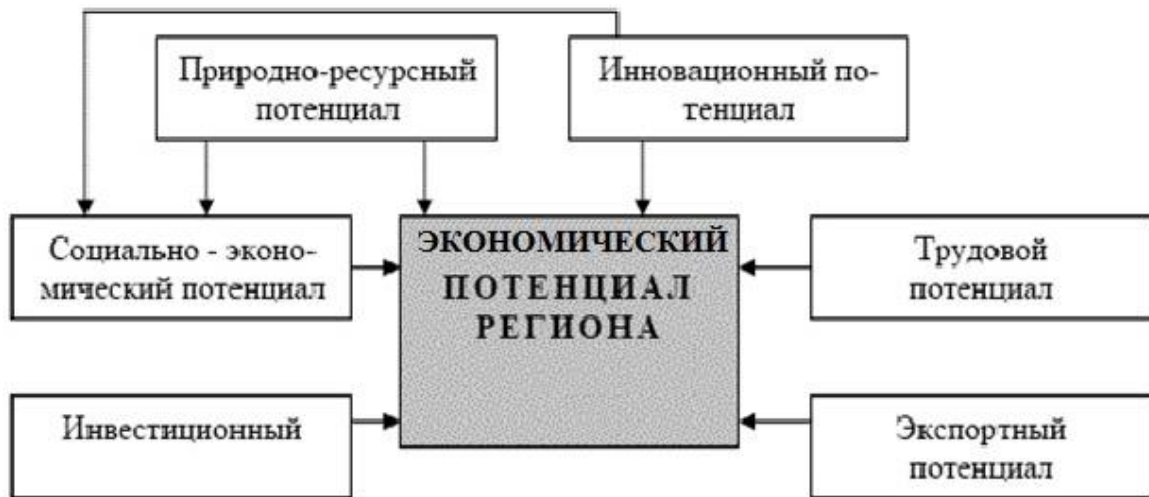 Природно-ресурсный
потенциал
Инновационный по-
тенциал
Социально - эконо-
мический потенциал
ЭКОНОМИЧЕСКИЙ
ПОТЕНЦИАЛ
РЕГИОНА
Трудовой
потенциал
Инвестиционный
Экспортный
потенциал